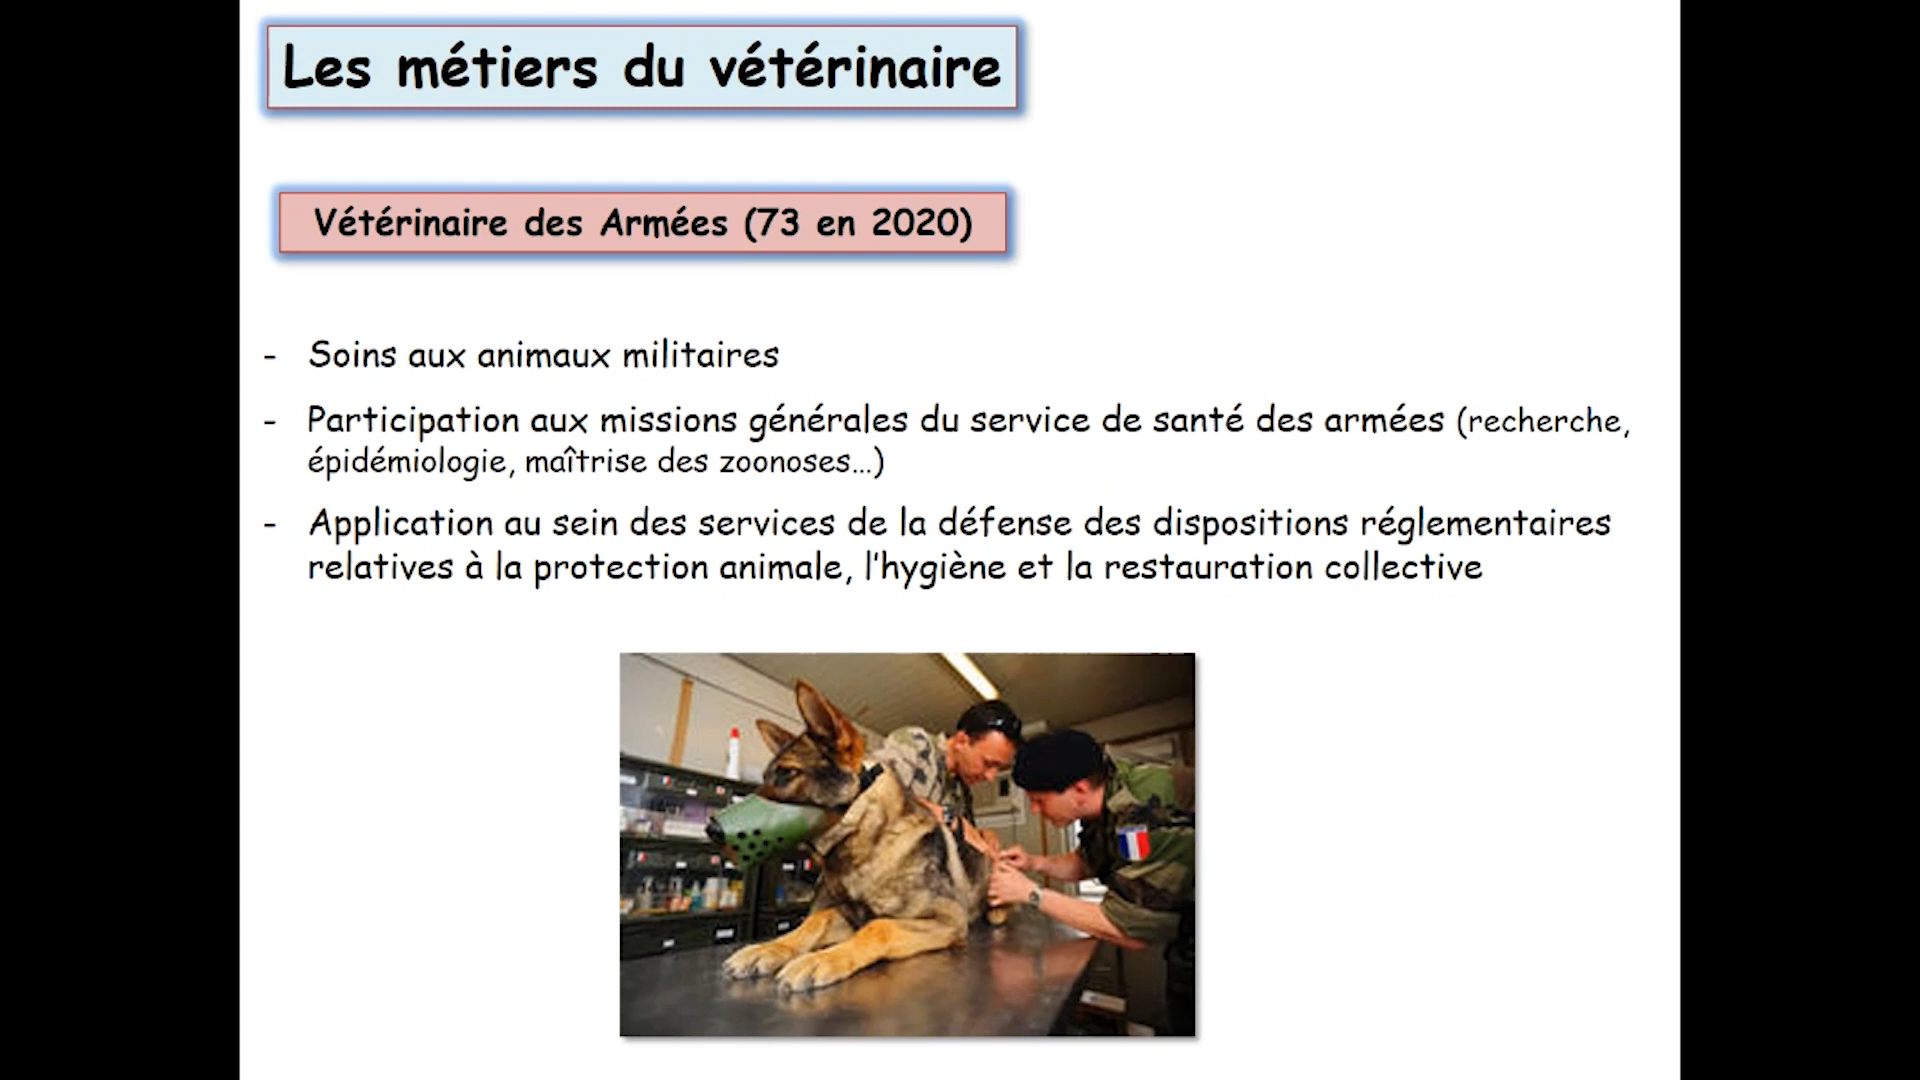 Les métiers du vétérinaire
Vétérinaire des Armées (73 en 2020)
- Soins aux animaux militaires
- Participation aux missions générales du service de santé des armées (recherche,
épidémiologie, maîtrise des zoonoses…)
- Application au sein des services de la défense des dispositions réglementaires
relatives à la protection animale, l'hygiène et la restauration collective